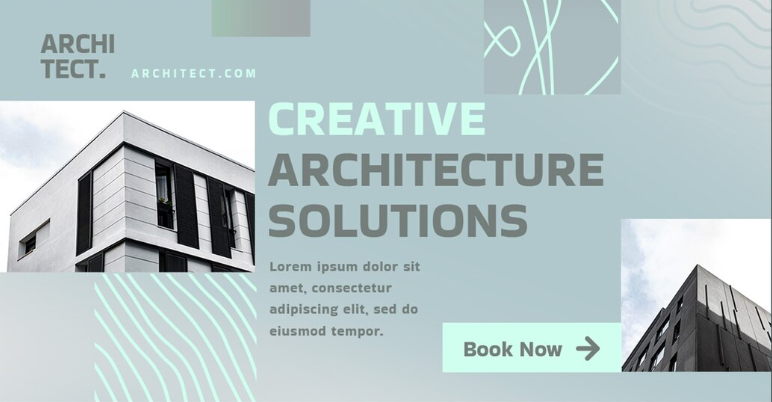 ARCHI
TECT.
ARCHITECT.COM
CREATIVE
ARCHITECTURE
SOLUTIONS
Lorem ipsum dolor sit
amet, consectetur
adipiscing elit, sed do
eiusmod tempor.
Book Now